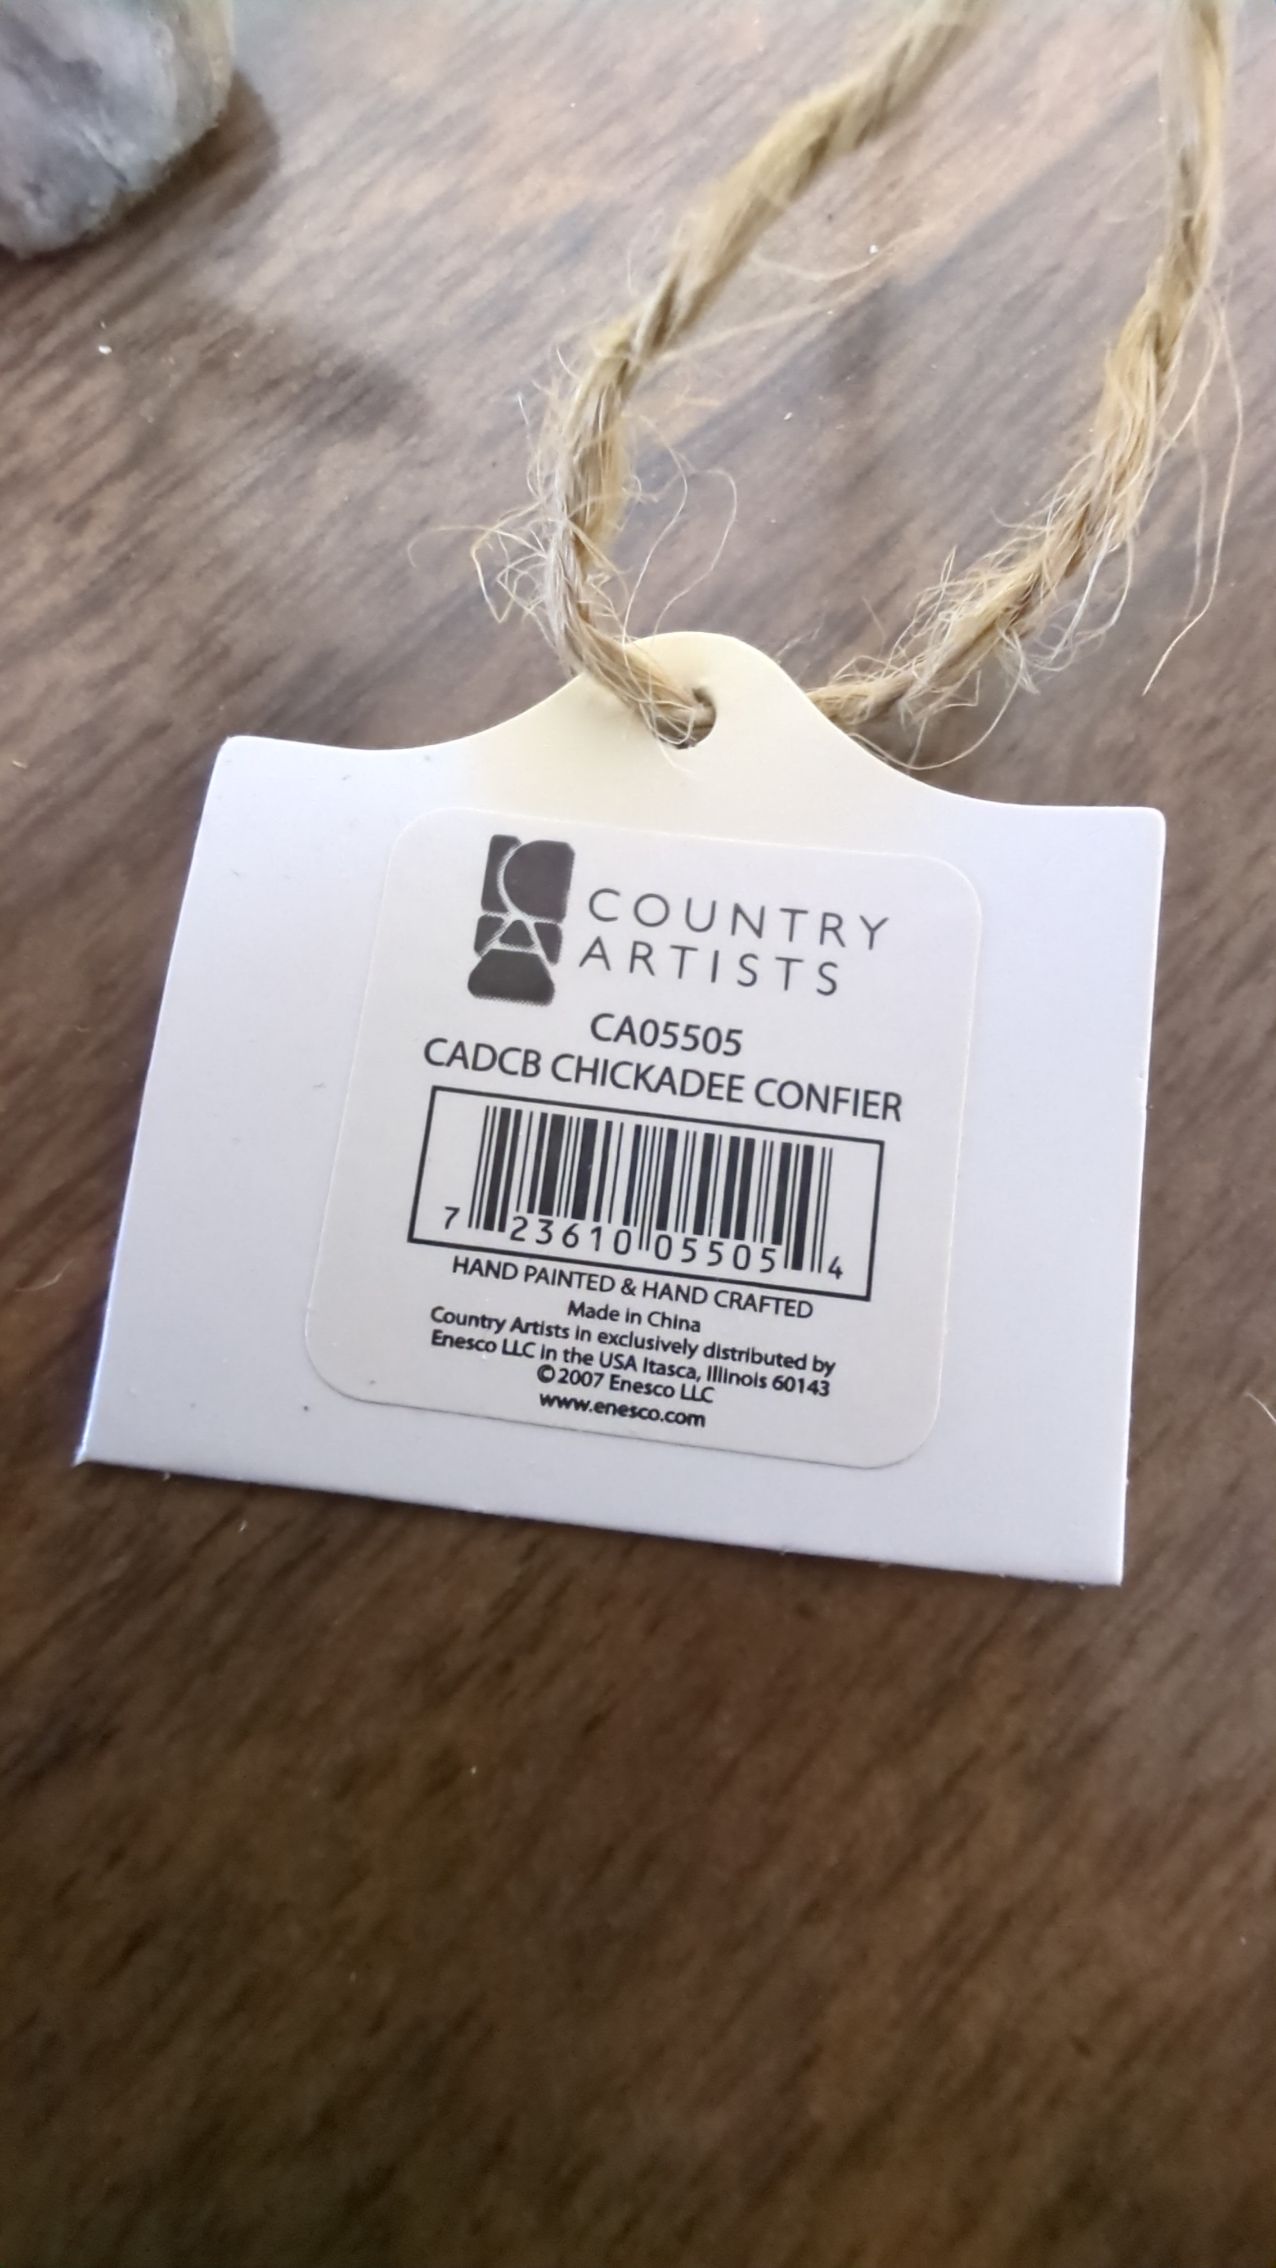 COUNTRY
ARTISTS
CA05505
CADCB CHICKADEE CONFIER
7 23610 05505 4
HAND PAINTED & HAND CRAFTED
Made in China
Country Artists in exclusively distributed by
Enesco LLC in the USA Itasca, Illinois 60143
©2007 Enesco LLC
www.enesco.com